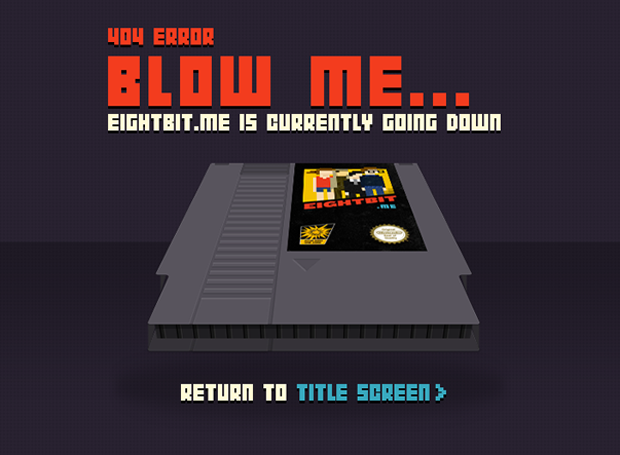 404 ERROR
BLOW ME...
EIGHTBIT.ME IS CURRENTLY GOING DOWN
EIGHTBIT
.ME
RETURN TO TITLE SCREEN >